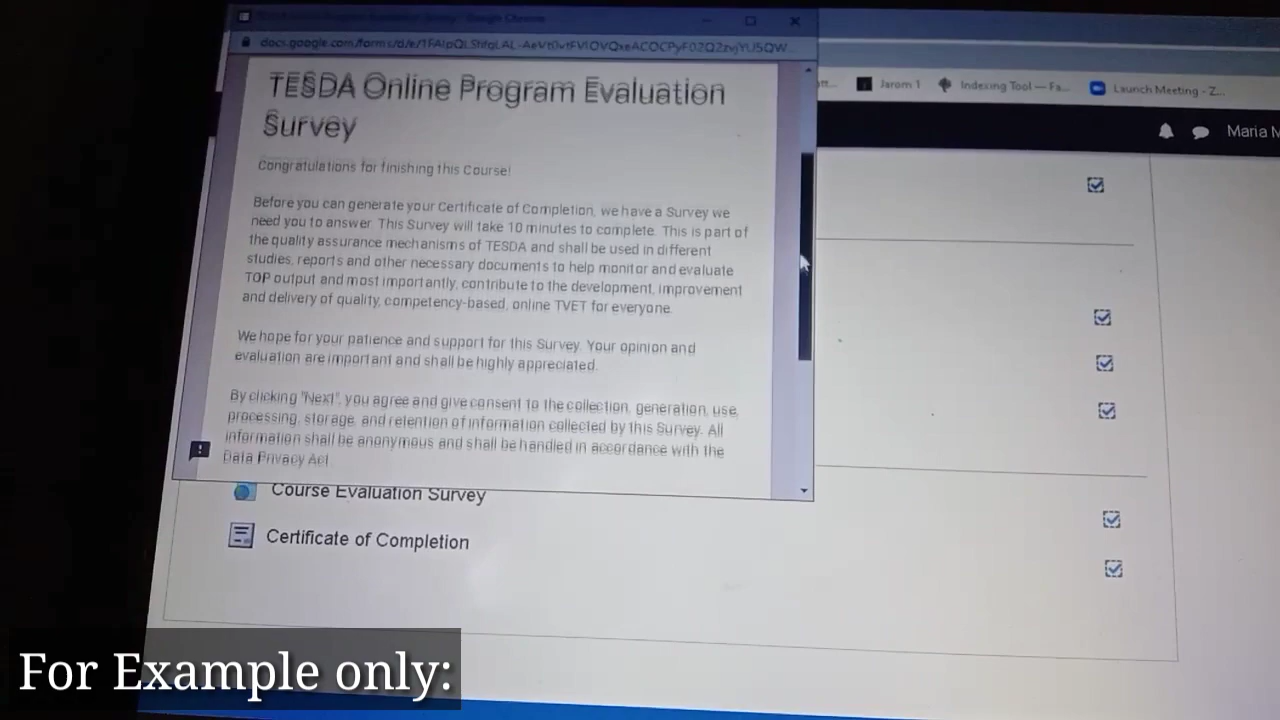 Google Chrome
TESDA Online Program Evaluation
Survey
Congratulations for finishing this Course!
Before you can generate your Certificate of Completion, we have a Survey we
need you to answer. This Survey will take 10 minutes to complete. This is part of
the quality assurance mechanisms of TESDA and shall be used in different
studies, reports and other necessary documents to help monitor and evaluate
TOP output and most importantly, contribute to the development, improvement
and delivery of quality, competency-based, online TVET for everyone.
We hope for your patience and support for this Survey. Your opinion and
evaluation are important and shall be highly appreciated.
By clicking "Next", you agree and give consent to the collection, generation, use,
processing, storage, and retention of information collected by this Survey. All
information shall be anonymous and shall be handled in accordance with the
Data Privacy Act
Jarom 1
Indexing Tool — Fa...
Launch Meeting - Z...
Maria M
Course Evaluation Survey
Certificate of Completion
For Example only: